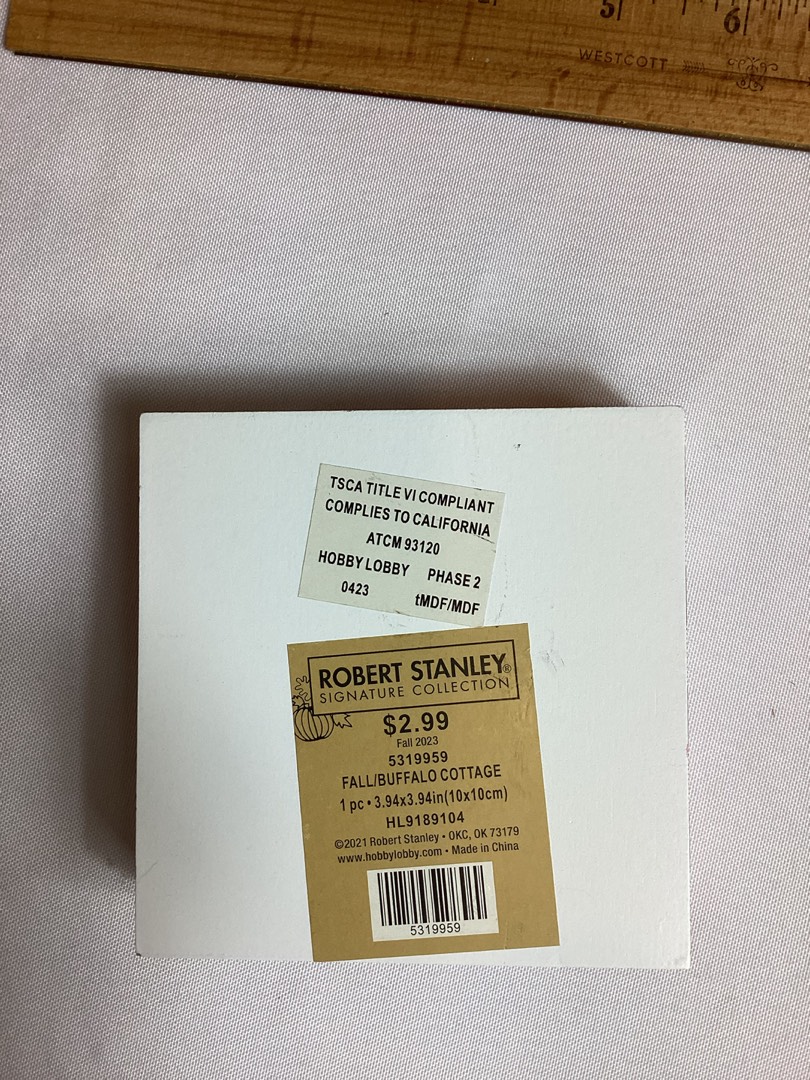 5 6
WESTCOTT
TSCA TITLE VI COMPLIANT
COMPLIES TO CALIFORNIA
ATCM 93120
HOBBY LOBBY PHASE 2
0423 tMDF/MDF
ROBERT STANLEY®
SIGNATURE COLLECTION
$2.99
Fall 2023
5319959
FALL/BUFFALO COTTAGE
1 pc • 3.94x3.94in(10x10cm)
HL9189104
©2021 Robert Stanley • OKC, OK 73179
www.hobbylobby.com • Made in China
5319959